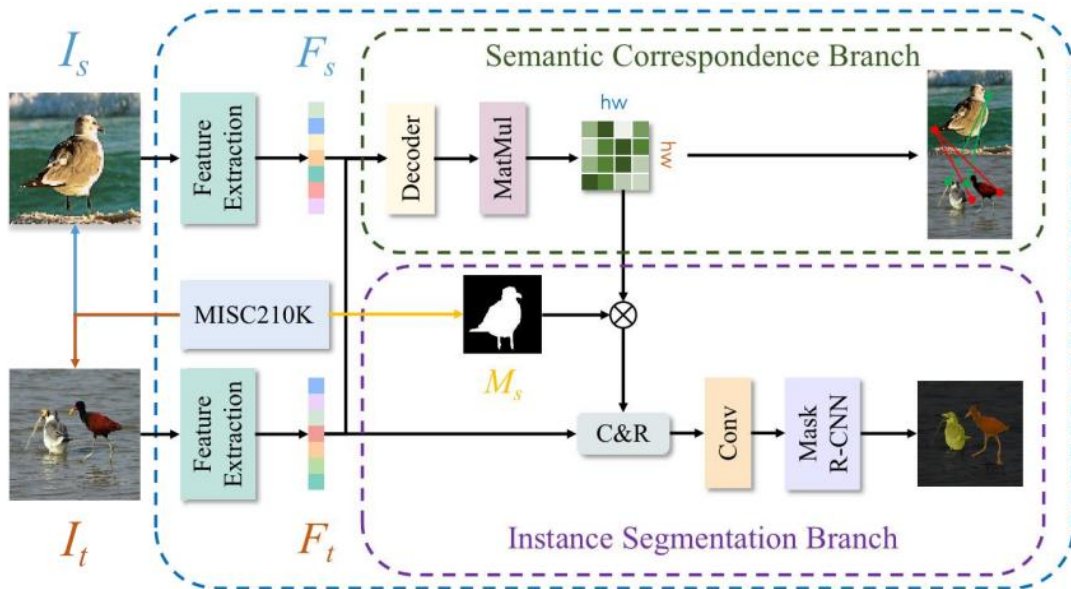 I_s
F_s
Semantic Correspondence Branch
Feature
Extraction
Decoder
MatMul
hw
hw
MISC210K
M_s
Feature
Extraction
C&R
Conv
Mask
R-CNN
I_t
F_t
Instance Segmentation Branch